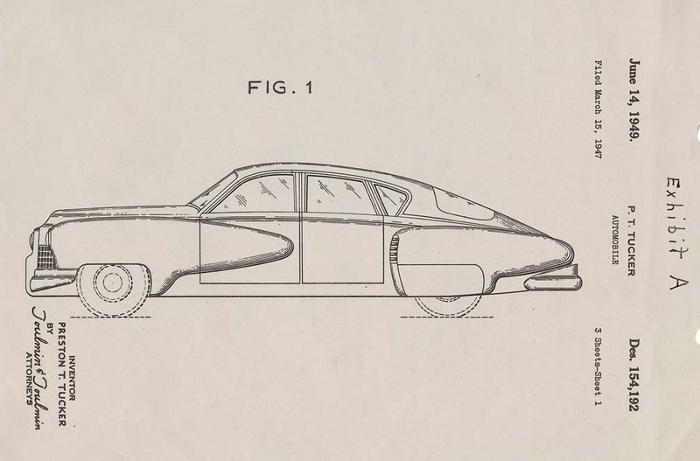 Exhibit A
June 14, 1949.
P. T. TUCKER
Des. 154,192
AUTOMOBILE
Filed March 15, 1947
3 Sheets-Sheet 1
FIG. 1
INVENTOR
PRESTON T. TUCKER
BY
Toulmin & Toulmin
ATTORNEYS